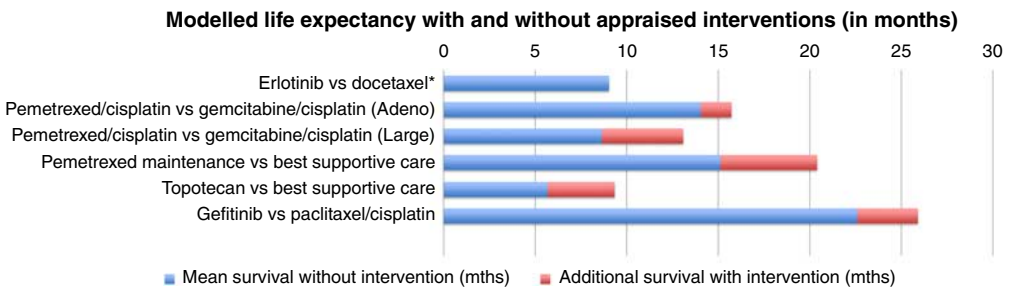 Modelled life expectancy with and without appraised interventions (in months)
0 5 10 15 20 25 30
Erlotinib vs docetaxel*
Pemetrexed/cisplatin vs gemcitabine/cisplatin (Adeno)
Pemetrexed/cisplatin vs gemcitabine/cisplatin (Large)
Pemetrexed maintenance vs best supportive care
Topotecan vs best supportive care
Gefitinib vs paclitaxel/cisplatin
Mean survival without intervention (mths) Additional survival with intervention (mths)